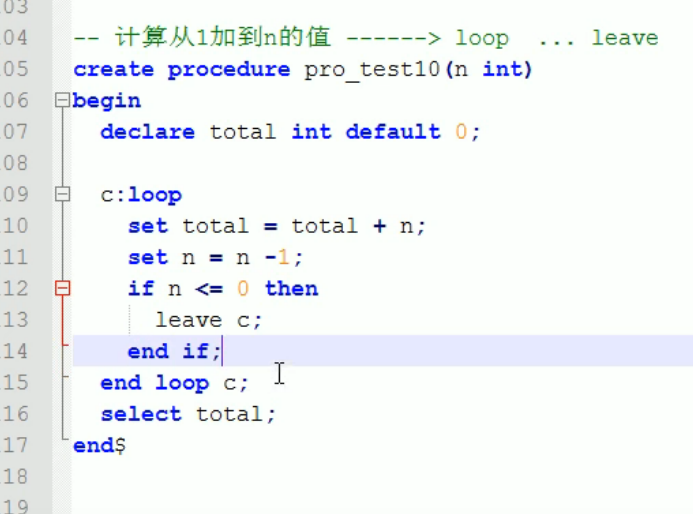 03
04 -- 计算从1加到n的值 ------> loop  ... leave
05 create procedure pro_test10(n int)
06 begin
07   declare total int default 0;
08
09   c:loop
10     set total = total + n;
11     set n = n -1;
12     if n <= 0 then
13       leave c;
14     end if;
15   end loop c;
16   select total;
17 end$
18
19